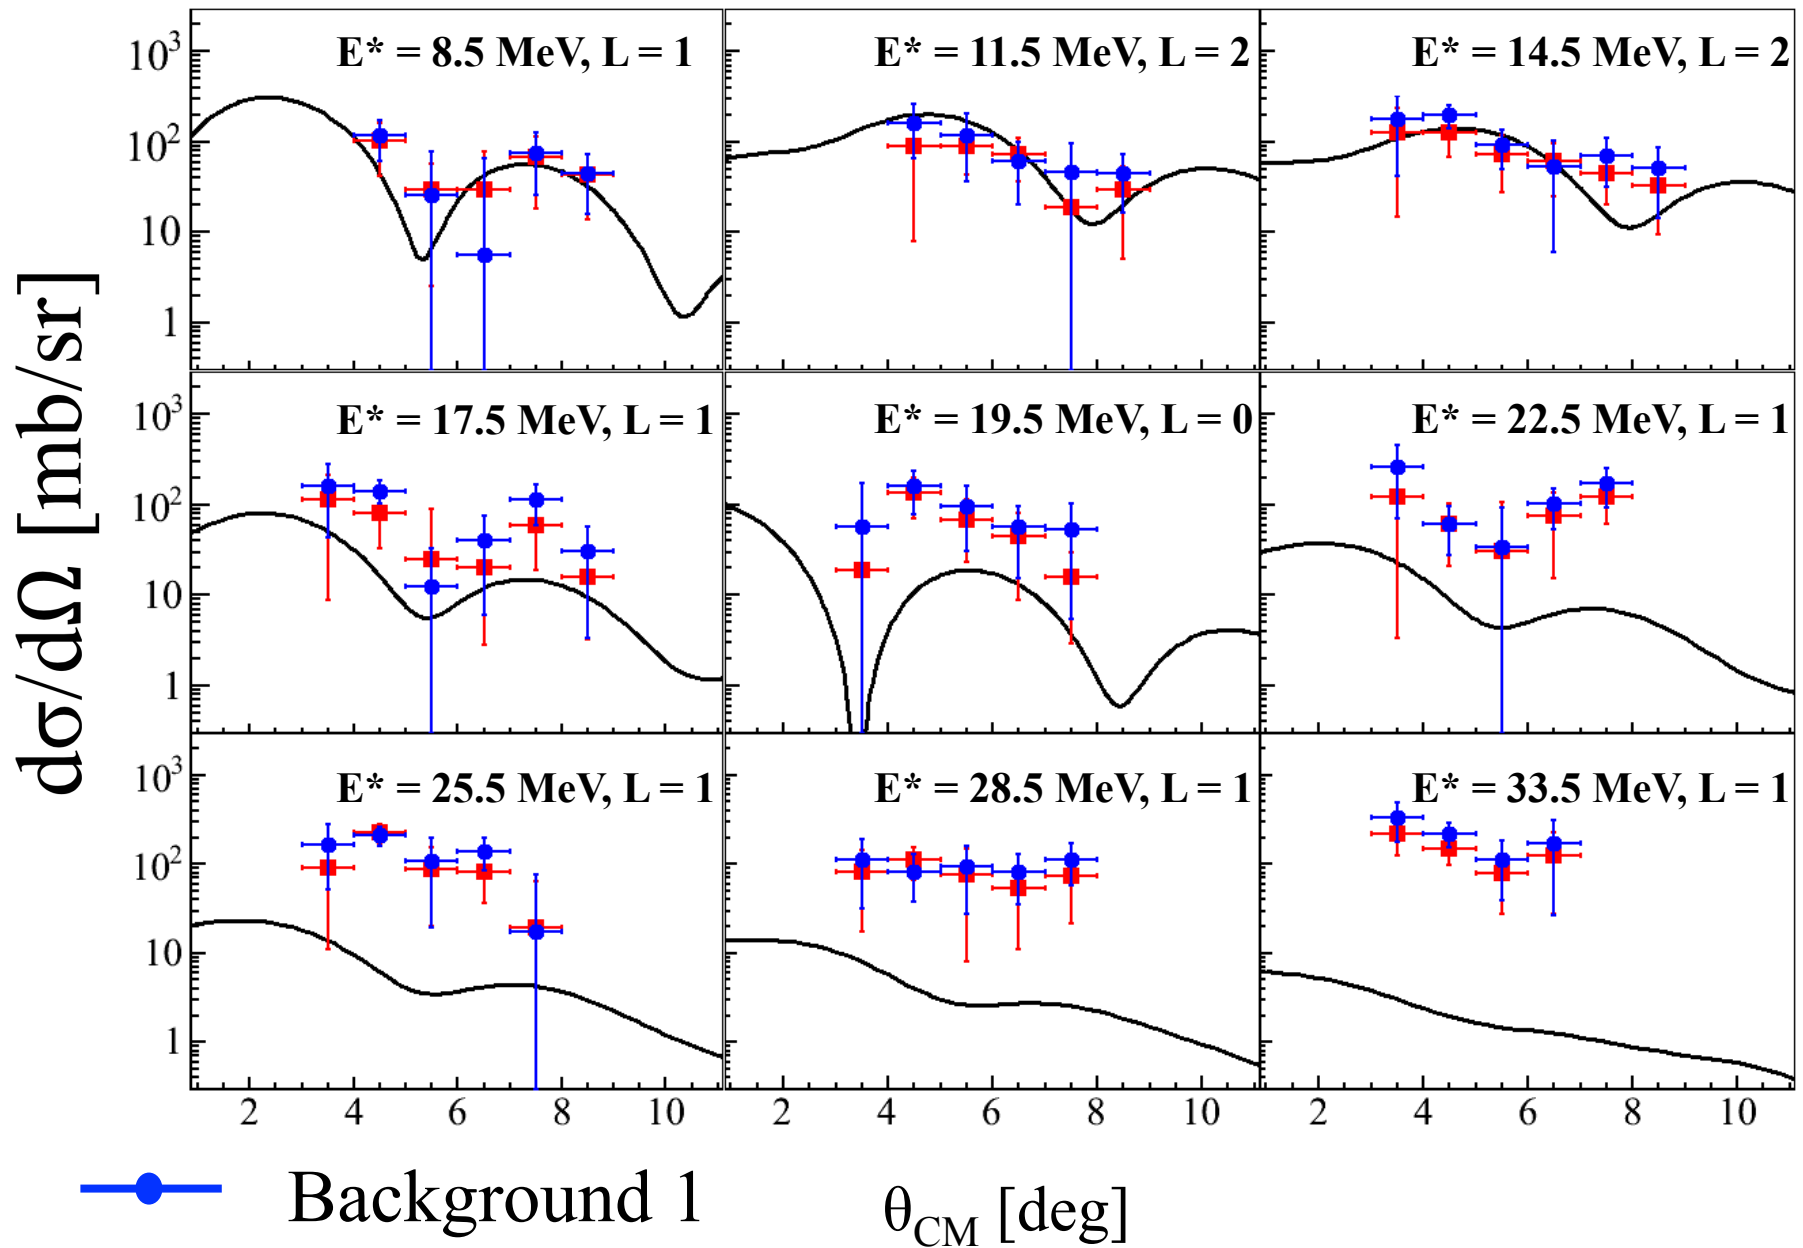 dσ/dΩ [mb/sr]
E* = 8.5 MeV, L = 1
E* = 11.5 MeV, L = 2
E* = 14.5 MeV, L = 2
10³
10²
10
1
E* = 17.5 MeV, L = 1
E* = 19.5 MeV, L = 0
E* = 22.5 MeV, L = 1
10³
10²
10
1
E* = 25.5 MeV, L = 1
E* = 28.5 MeV, L = 1
E* = 33.5 MeV, L = 1
10³
10²
10
1
2 4 6 8 10 2 4 6 8 10 2 4 6 8 10
Background 1
θCM [deg]